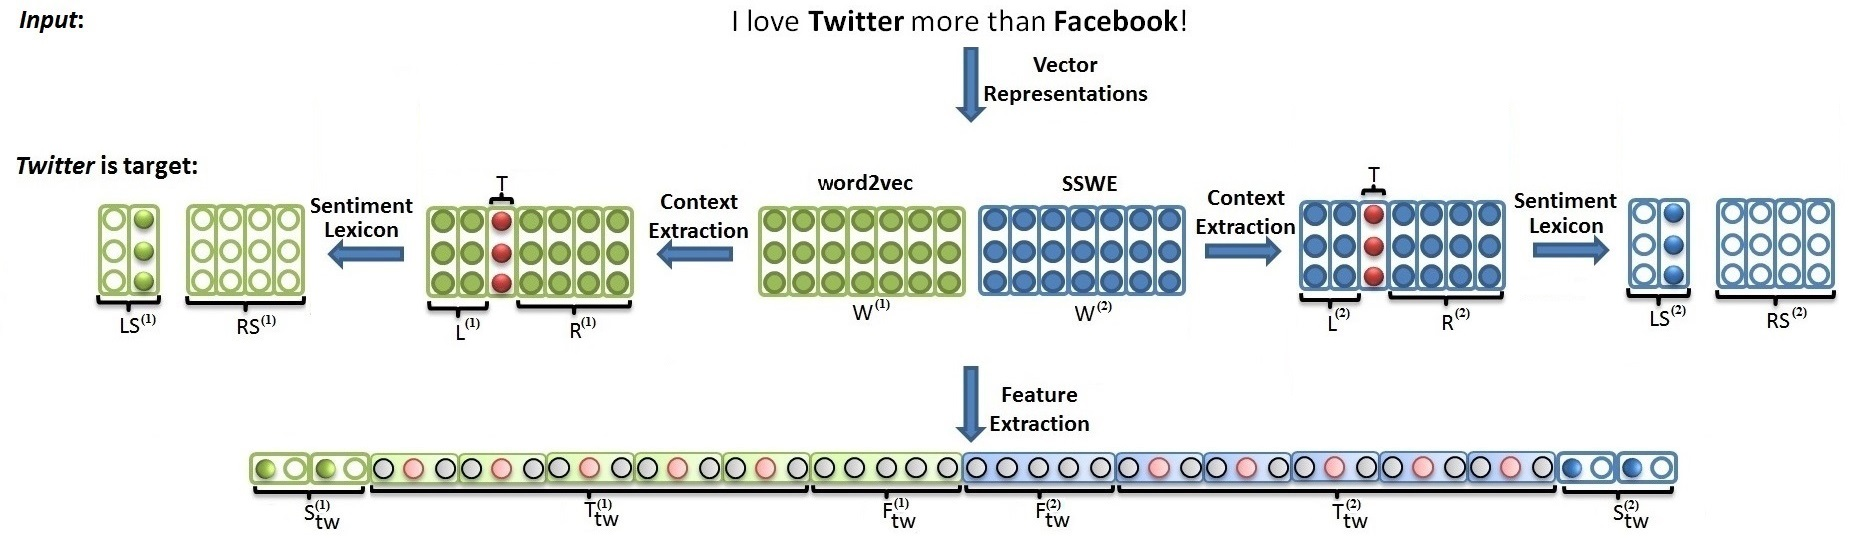 Input:
I love Twitter more than Facebook!
Vector
Representations
Twitter is target:
T
word2vec
SSWE
T
Sentiment
Lexicon
Context
Extraction
Context
Extraction
Sentiment
Lexicon
LS(1)
RS(1)
L(1)
R(1)
W(1)
W(2)
L(2)
R(2)
LS(2)
RS(2)
Feature
Extraction
S(1)tw
T(1)tw
F(1)tw
F(2)tw
T(2)tw
S(2)tw